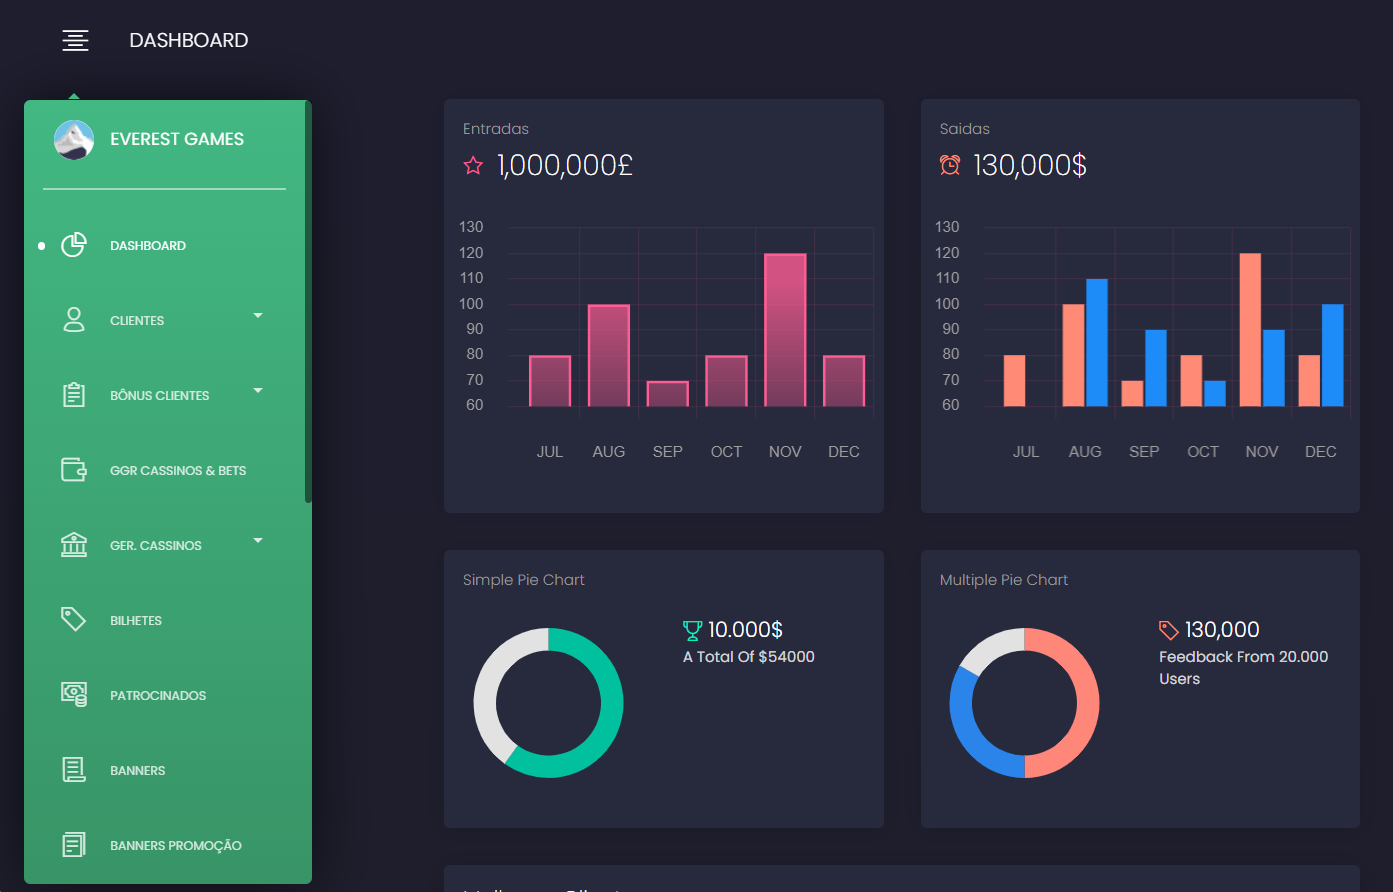 DASHBOARD
EVEREST GAMES
DASHBOARD
CLIENTES
BÔNUS CLIENTES
GGR CASSINOS & BETS
GER. CASSINOS
BILHETES
PATROCINADOS
BANNERS
BANNERS PROMOÇÃO
Entradas
1,000,000£
130
120
110
100
90
80
70
60
JUL AUG SEP OCT NOV DEC
Saidas
130,000$
130
120
110
100
90
80
70
60
JUL AUG SEP OCT NOV DEC
Simple Pie Chart
10.000$
A Total Of $54000
Multiple Pie Chart
130,000
Feedback From 20.000
Users